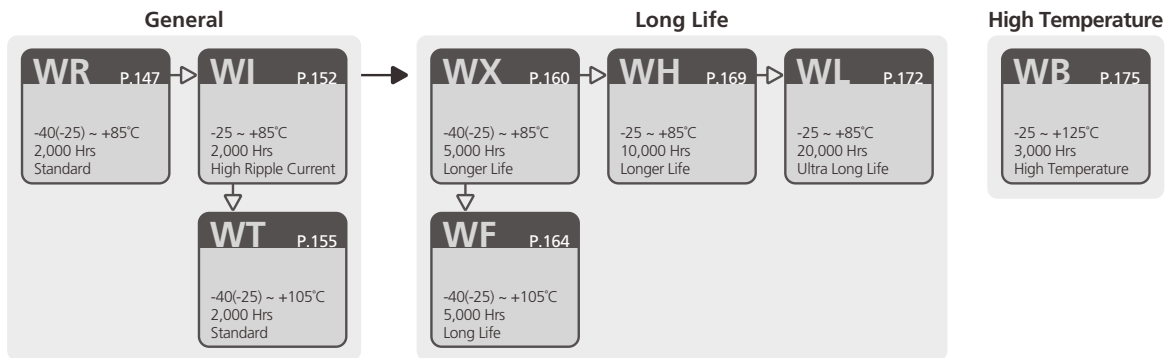 General
WR P.147
-40(-25) ~ +85℃
2,000 Hrs
Standard
WI P.152
-25 ~ +85℃
2,000 Hrs
High Ripple Current
WT P.155
-40(-25) ~ +105℃
2,000 Hrs
Standard
Long Life
WX P.160
-40(-25) ~ +85℃
5,000 Hrs
Longer Life
WH P.169
-25 ~ +85℃
10,000 Hrs
Longer Life
WL P.172
-25 ~ +85℃
20,000 Hrs
Ultra Long Life
WF P.164
-40(-25) ~ +105℃
5,000 Hrs
Long Life
High Temperature
WB P.175
-25 ~ +125℃
3,000 Hrs
High Temperature